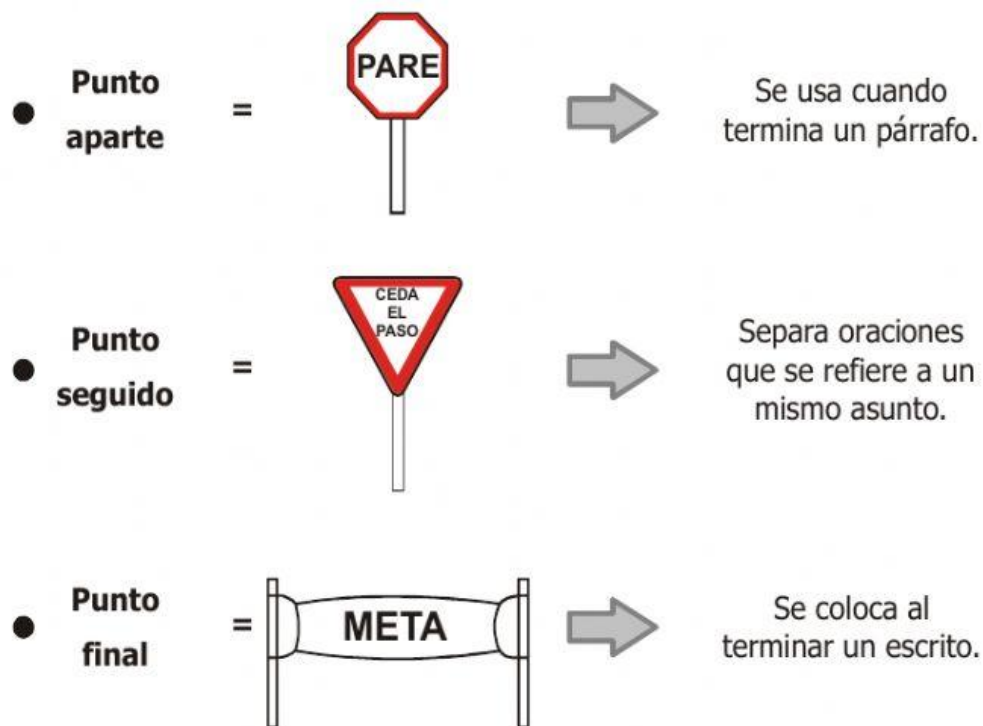 Punto
aparte
=
PARE
Se usa cuando
termina un párrafo.
Punto
seguido
=
CEDA
EL
PASO
Separa oraciones
que se refiere a un
mismo asunto.
Punto
final
=
META
Se coloca al
terminar un escrito.